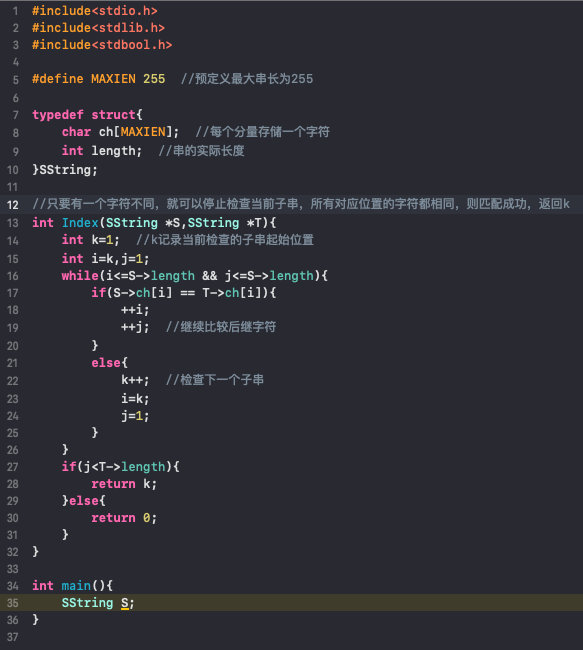 1 #include<stdio.h>
2 #include<stdlib.h>
3 #include<stdbool.h>
4
5 #define MAXIEN 255  //预定义最大串长为255
6
7 typedef struct{
8     char ch[MAXIEN];  //每个分量存储一个字符
9     int length;  //串的实际长度
10 }SString;
11
12 //只要有一个字符不同，就可以停止检查当前子串，所有对应位置的字符都相同，则匹配成功，返回k
13 int Index(SString *S,SString *T){
14     int k=1;  //k记录当前检查的子串起始位置
15     int i=k,j=1;
16     while(i<=S->length && j<=S->length){
17         if(S->ch[i] == T->ch[i]){
18             ++i;
19             ++j;  //继续比较后继字符
20         }
21         else{
22             k++;  //检查下一个子串
23             i=k;
24             j=1;
25         }
26     }
27     if(j<T->length){
28         return k;
29     }else{
30         return 0;
31     }
32 }
33
34 int main(){
35     SString S;
36 }
37